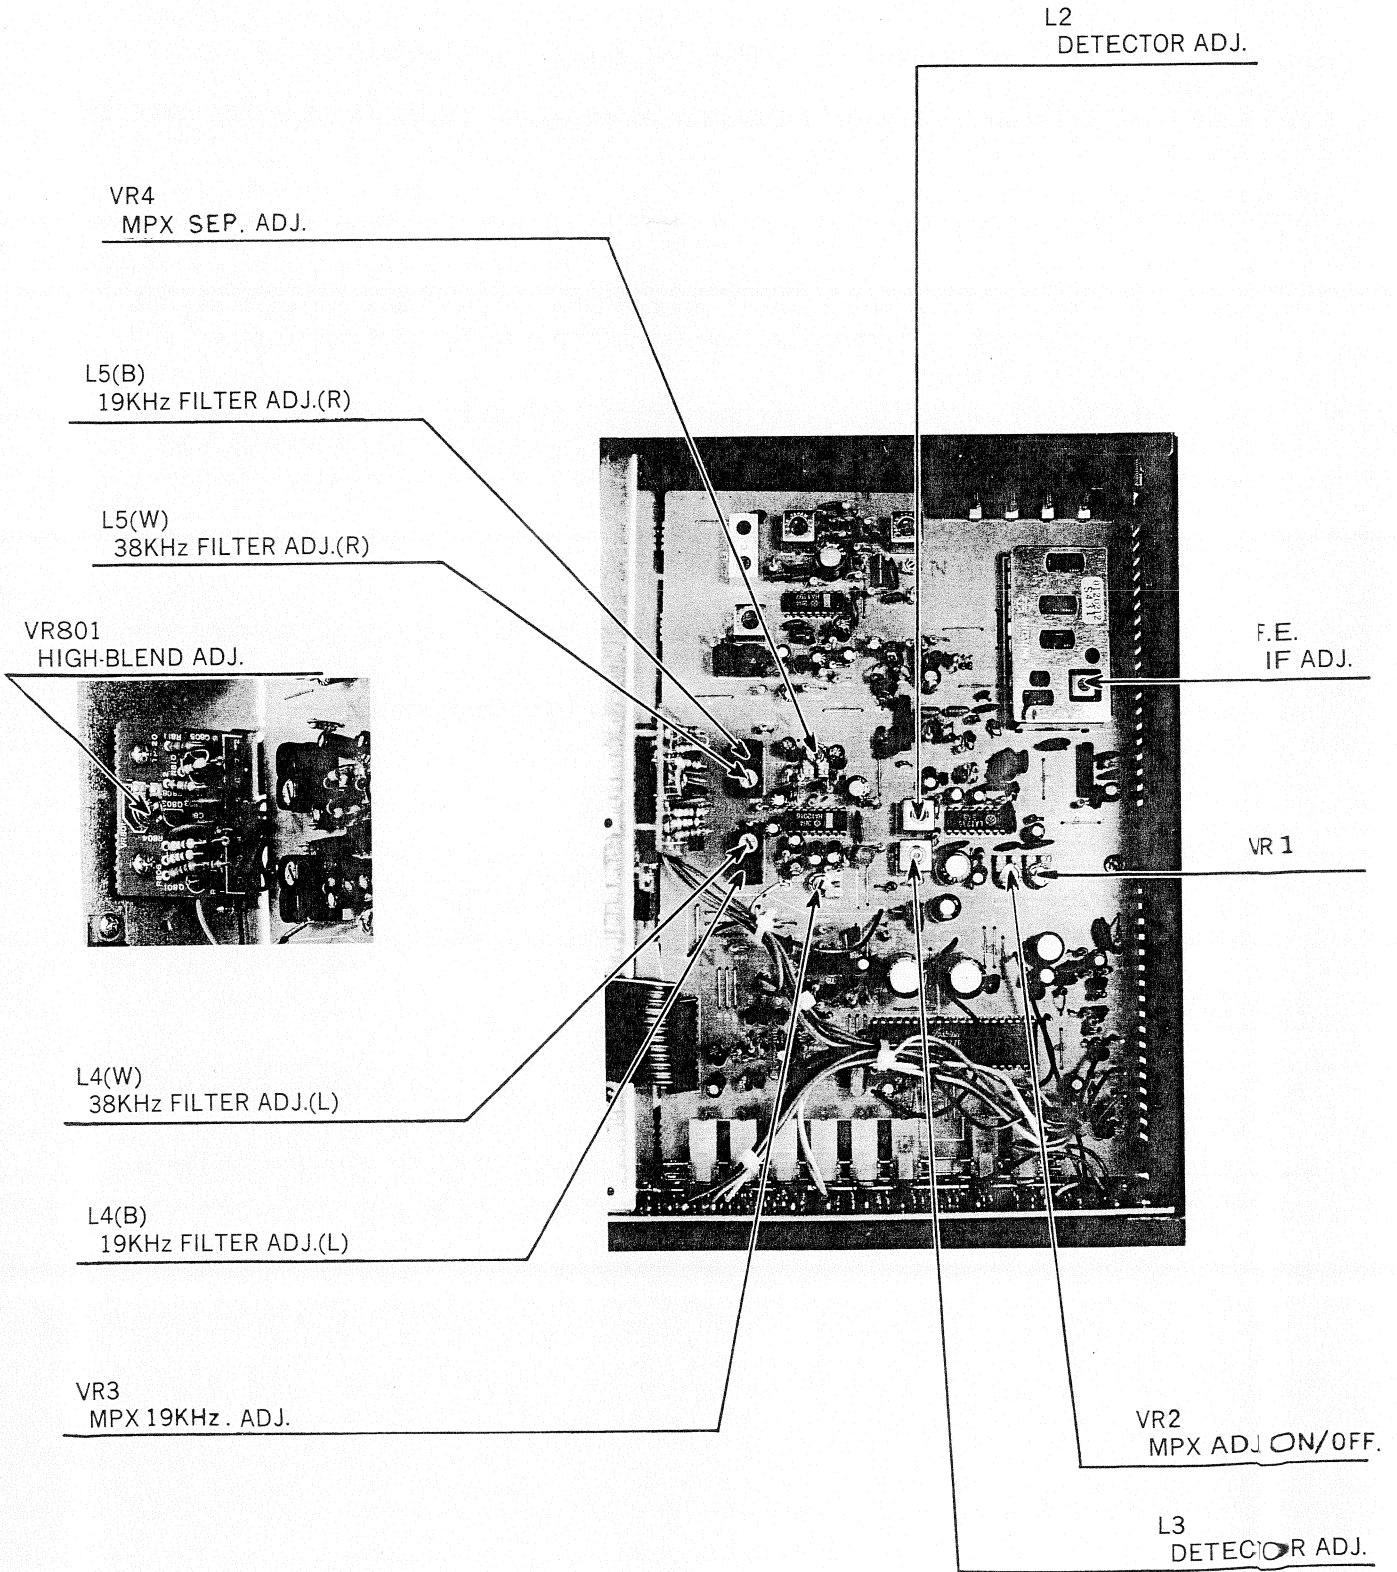 L2
DETECTOR ADJ.
VR4
MPX SEP. ADJ.
L5(B)
19KHz FILTER ADJ.(R)
L5(W)
38KHz FILTER ADJ.(R)
VR801
HIGH-BLEND ADJ.
F.E.
IF ADJ.
VR 1
L4(W)
38KHz FILTER ADJ.(L)
L4(B)
19KHz FILTER ADJ.(L)
VR3
MPX 19KHz. ADJ.
VR2
MPX ADJ ON/OFF.
L3
DETECTOR ADJ.